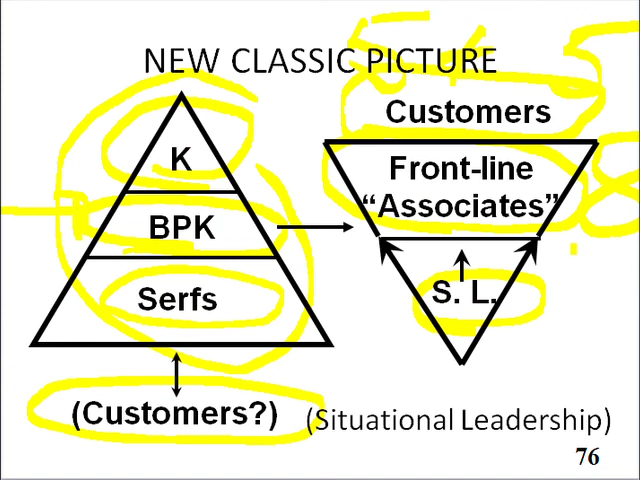 NEW CLASSIC PICTURE
K
BPK
Serfs
(Customers?)
Customers
Front-line
“Associates”
S. L.
(Situational Leadership)
76